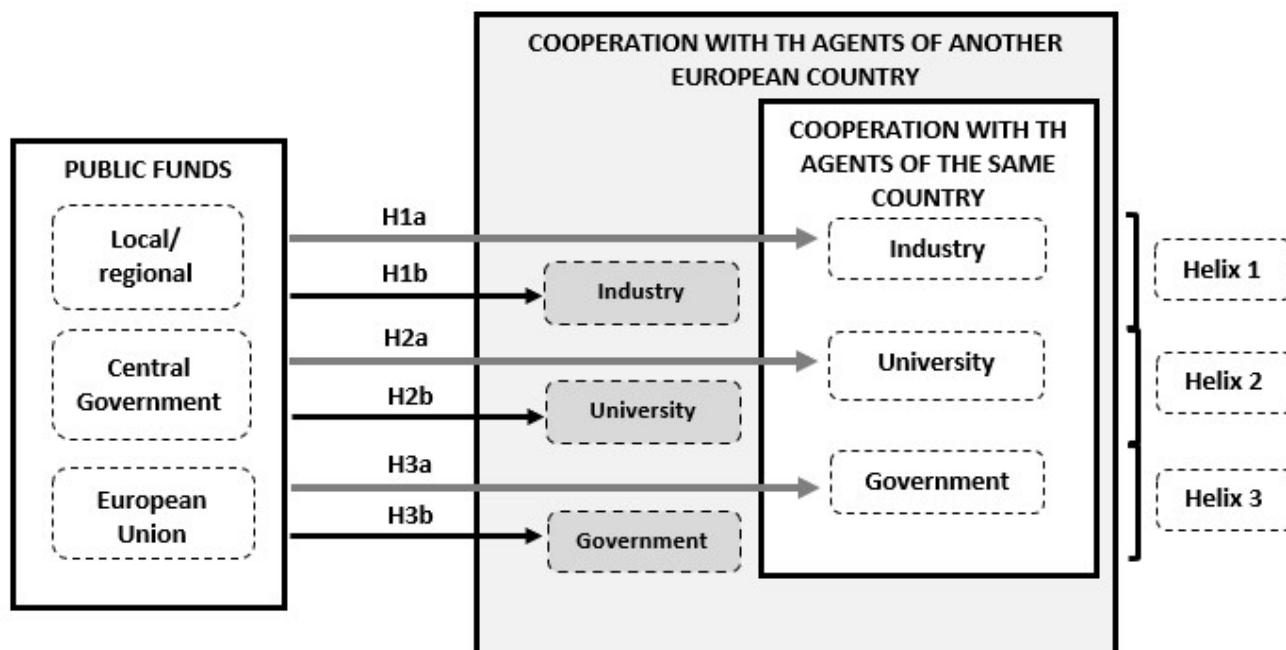 COOPERATION WITH TH AGENTS OF ANOTHER
EUROPEAN COUNTRY
COOPERATION WITH TH
AGENTS OF THE SAME
COUNTRY
PUBLIC FUNDS
Local/
regional
Central
Government
European
Union
H1a
H1b
H2a
H2b
H3a
H3b
Industry
University
Government
Industry
University
Government
Helix 1
Helix 2
Helix 3